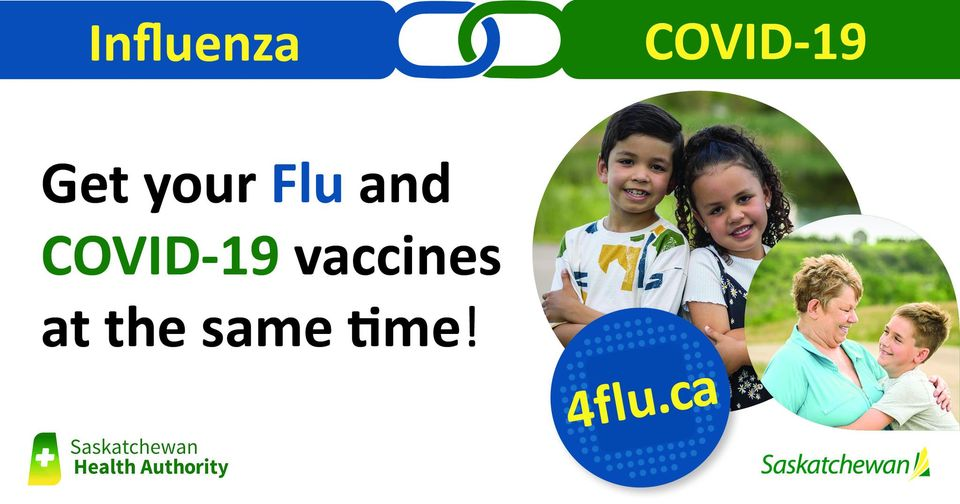 Influenza
COVID-19
Get your Flu and
COVID-19 vaccines
at the same time!
4flu.ca
Saskatchewan
Health Authority
Saskatchewan